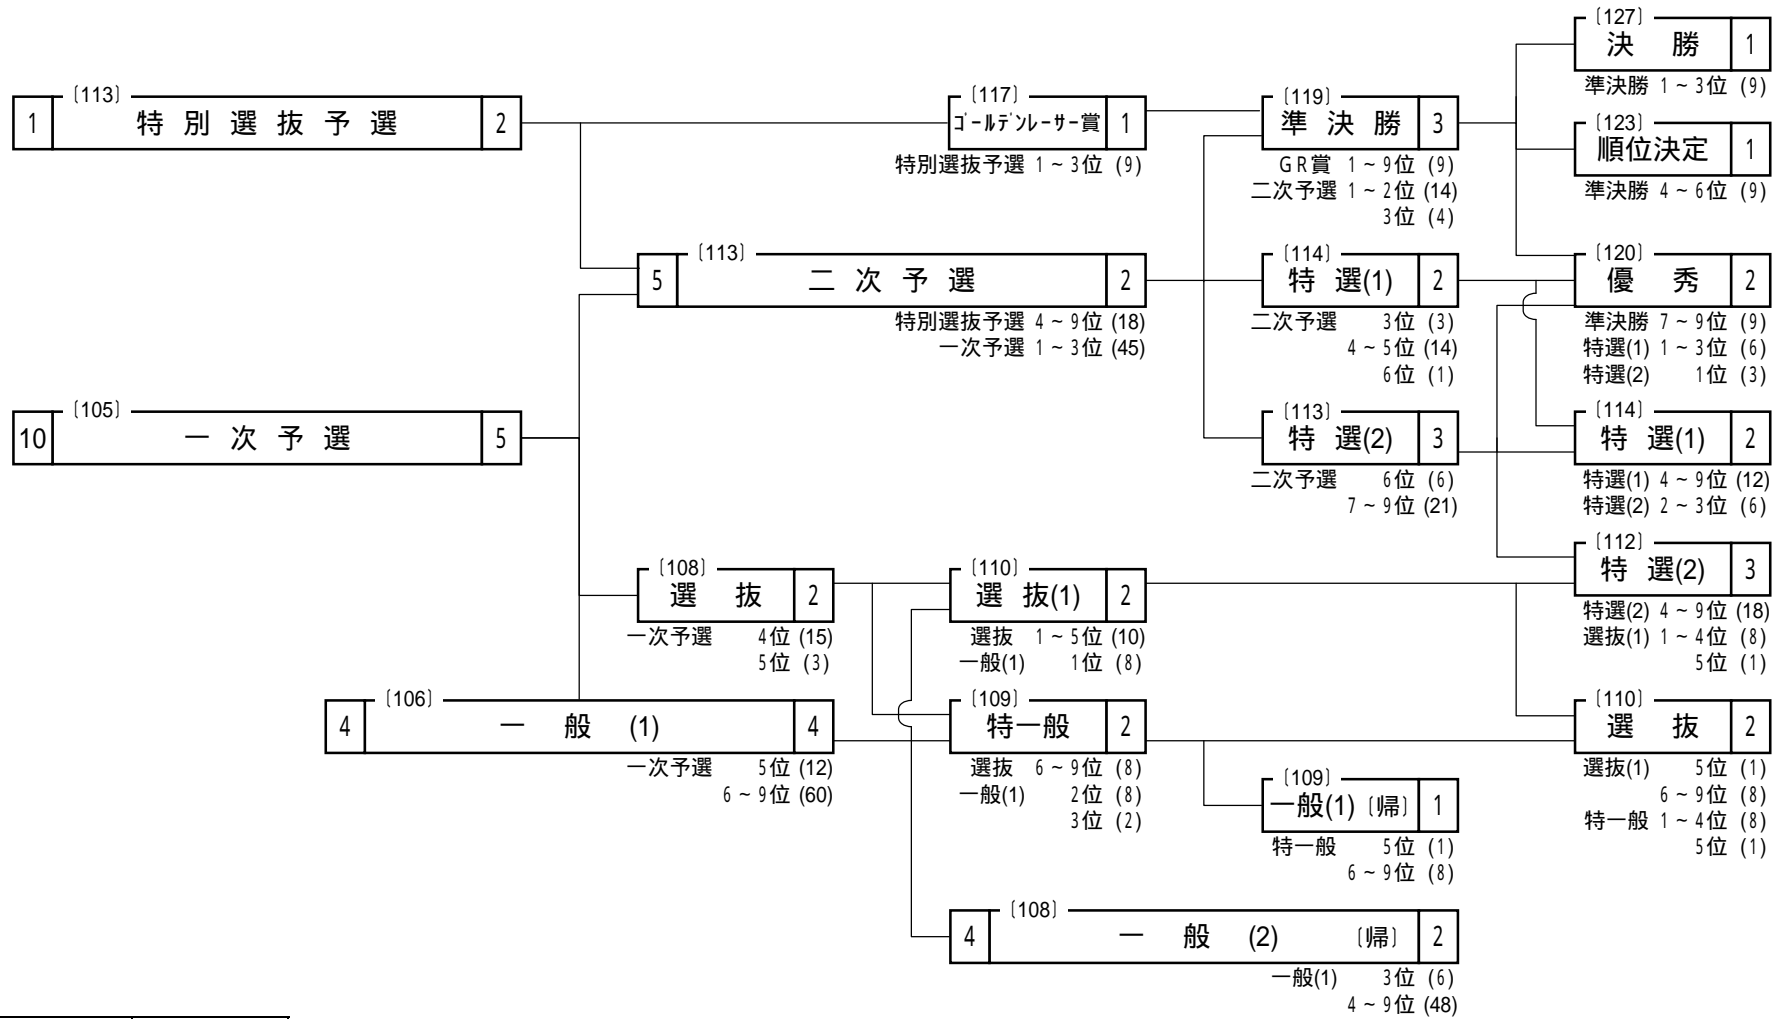 〔113〕
1 特別選抜予選 2
〔117〕
ゴールデンレーサー賞 1
特別選抜予選 1～3位 (9)
〔119〕
準決勝 3
GR賞 1～9位 (9)
二次予選 1～2位 (14)
3位 (4)
〔127〕
決勝 1
準決勝 1～3位 (9)
〔123〕
順位決定 1
準決勝 4～6位 (9)
〔113〕
5 二次予選 2
特別選抜予選 4～9位 (18)
一次予選 1～3位 (45)
〔114〕
特選(1) 2
二次予選 3位 (3)
4～5位 (14)
6位 (1)
〔120〕
優秀 2
準決勝 7～9位 (9)
特選(1) 1～3位 (6)
特選(2) 1位 (3)
〔105〕
10 一次予選 5
〔113〕
特選(2) 3
二次予選 6位 (6)
7～9位 (21)
〔114〕
特選(1) 2
特選(1) 4～9位 (12)
特選(2) 2～3位 (6)
〔108〕
選抜 2
一次予選 4位 (15)
5位 (3)
〔110〕
選抜(1) 2
選抜 1～5位 (10)
一般(1) 1位 (8)
〔112〕
特選(2) 3
特選(2) 4～9位 (18)
選抜(1) 1～4位 (8)
5位 (1)
〔106〕
4 一般(1) 4
一次予選 5位 (12)
6～9位 (60)
〔109〕
特一般 2
選抜 6～9位 (8)
一般(1) 2位 (8)
3位 (2)
〔109〕
一般(1)〔帰〕 1
特一般 5位 (1)
6～9位 (8)
〔110〕
選抜 2
選抜(1) 5位 (1)
6～9位 (8)
特一般 1～4位 (8)
5位 (1)
〔108〕
4 一般(2) 〔帰〕 2
一般(1) 3位 (6)
4～9位 (48)